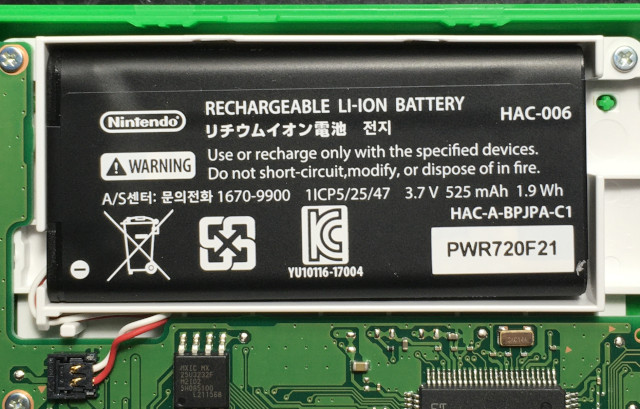 Nintendo
RECHARGEABLE LI-ION BATTERY
HAC-006
リチウムイオン電池 전지
WARNING
Use or recharge only with the specified devices.
Do not short-circuit,modify, or dispose of in fire.
A/S센터: 문의전화 1670-9900 1ICP5/25/47 3.7 V 525 mAh 1.9 Wh
HAC-A-BPJPA-C1
PWR720F21
YU10116-17004
MXIC MX